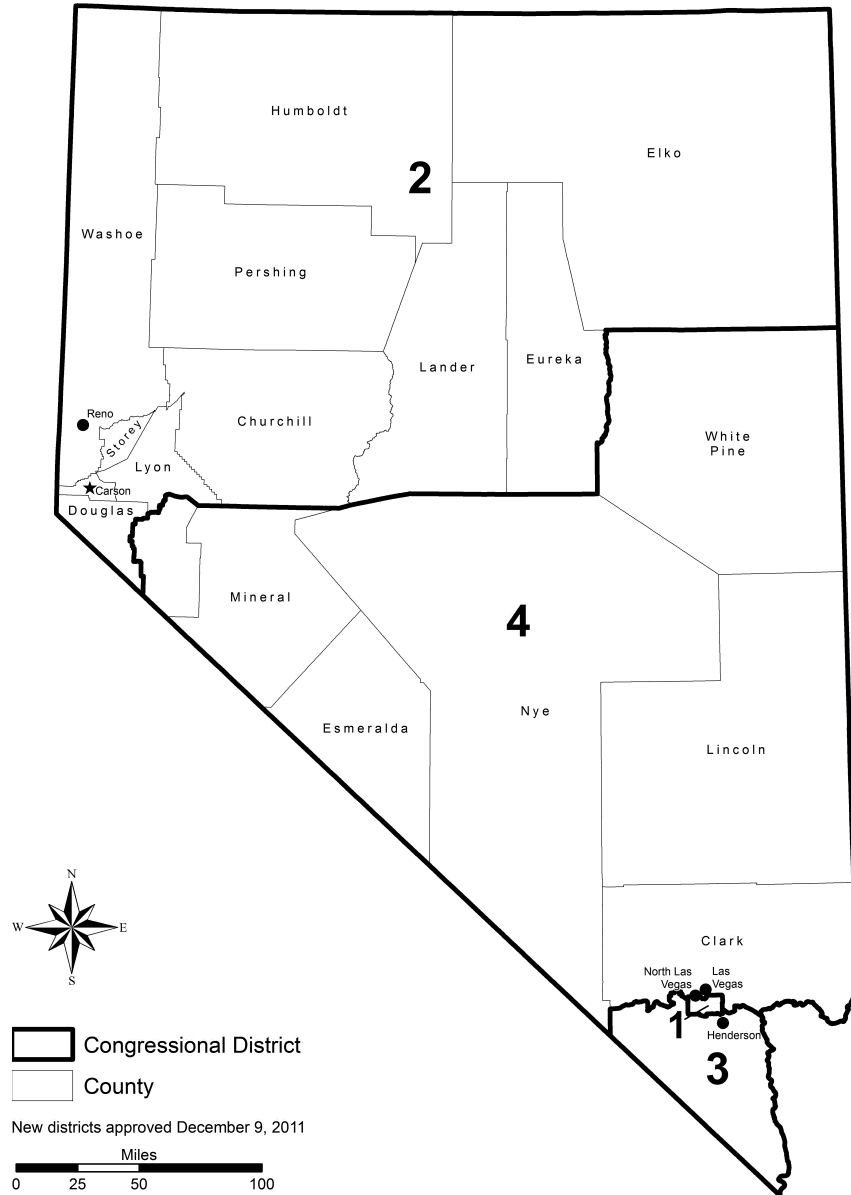 Humboldt
Elko
2
Washoe
Pershing
Lander
Eureka
Reno
Churchill
Storey
White
Pine
Lyon
Carson
Douglas
Mineral
4
Nye
Esmeralda
Lincoln
N
W
E
S
Clark
North Las
Vegas
Las
Vegas
1
Henderson
3
Congressional District
County
New districts approved December 9, 2011
Miles
0 25 50 100